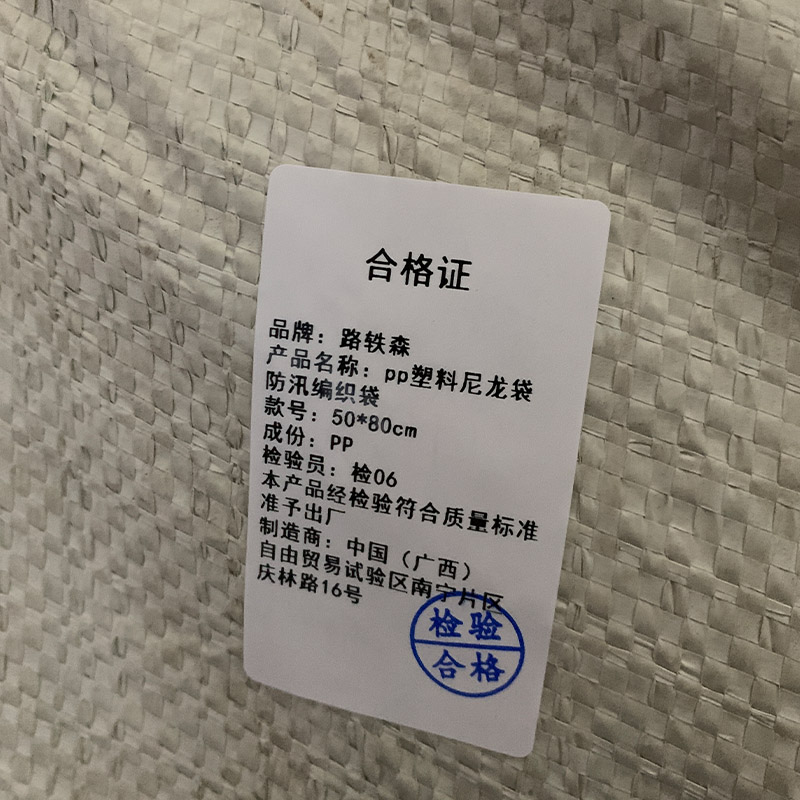 合格证
品牌：路铁森
产品名称：pp塑料尼龙袋
防汛编织袋
款号：50*80cm
成份：PP
检验员：检06
本产品经检验符合质量标准
准予出厂
制造商：中国（广西）
自由贸易试验区南宁片区
庆林路16号
检验
合格